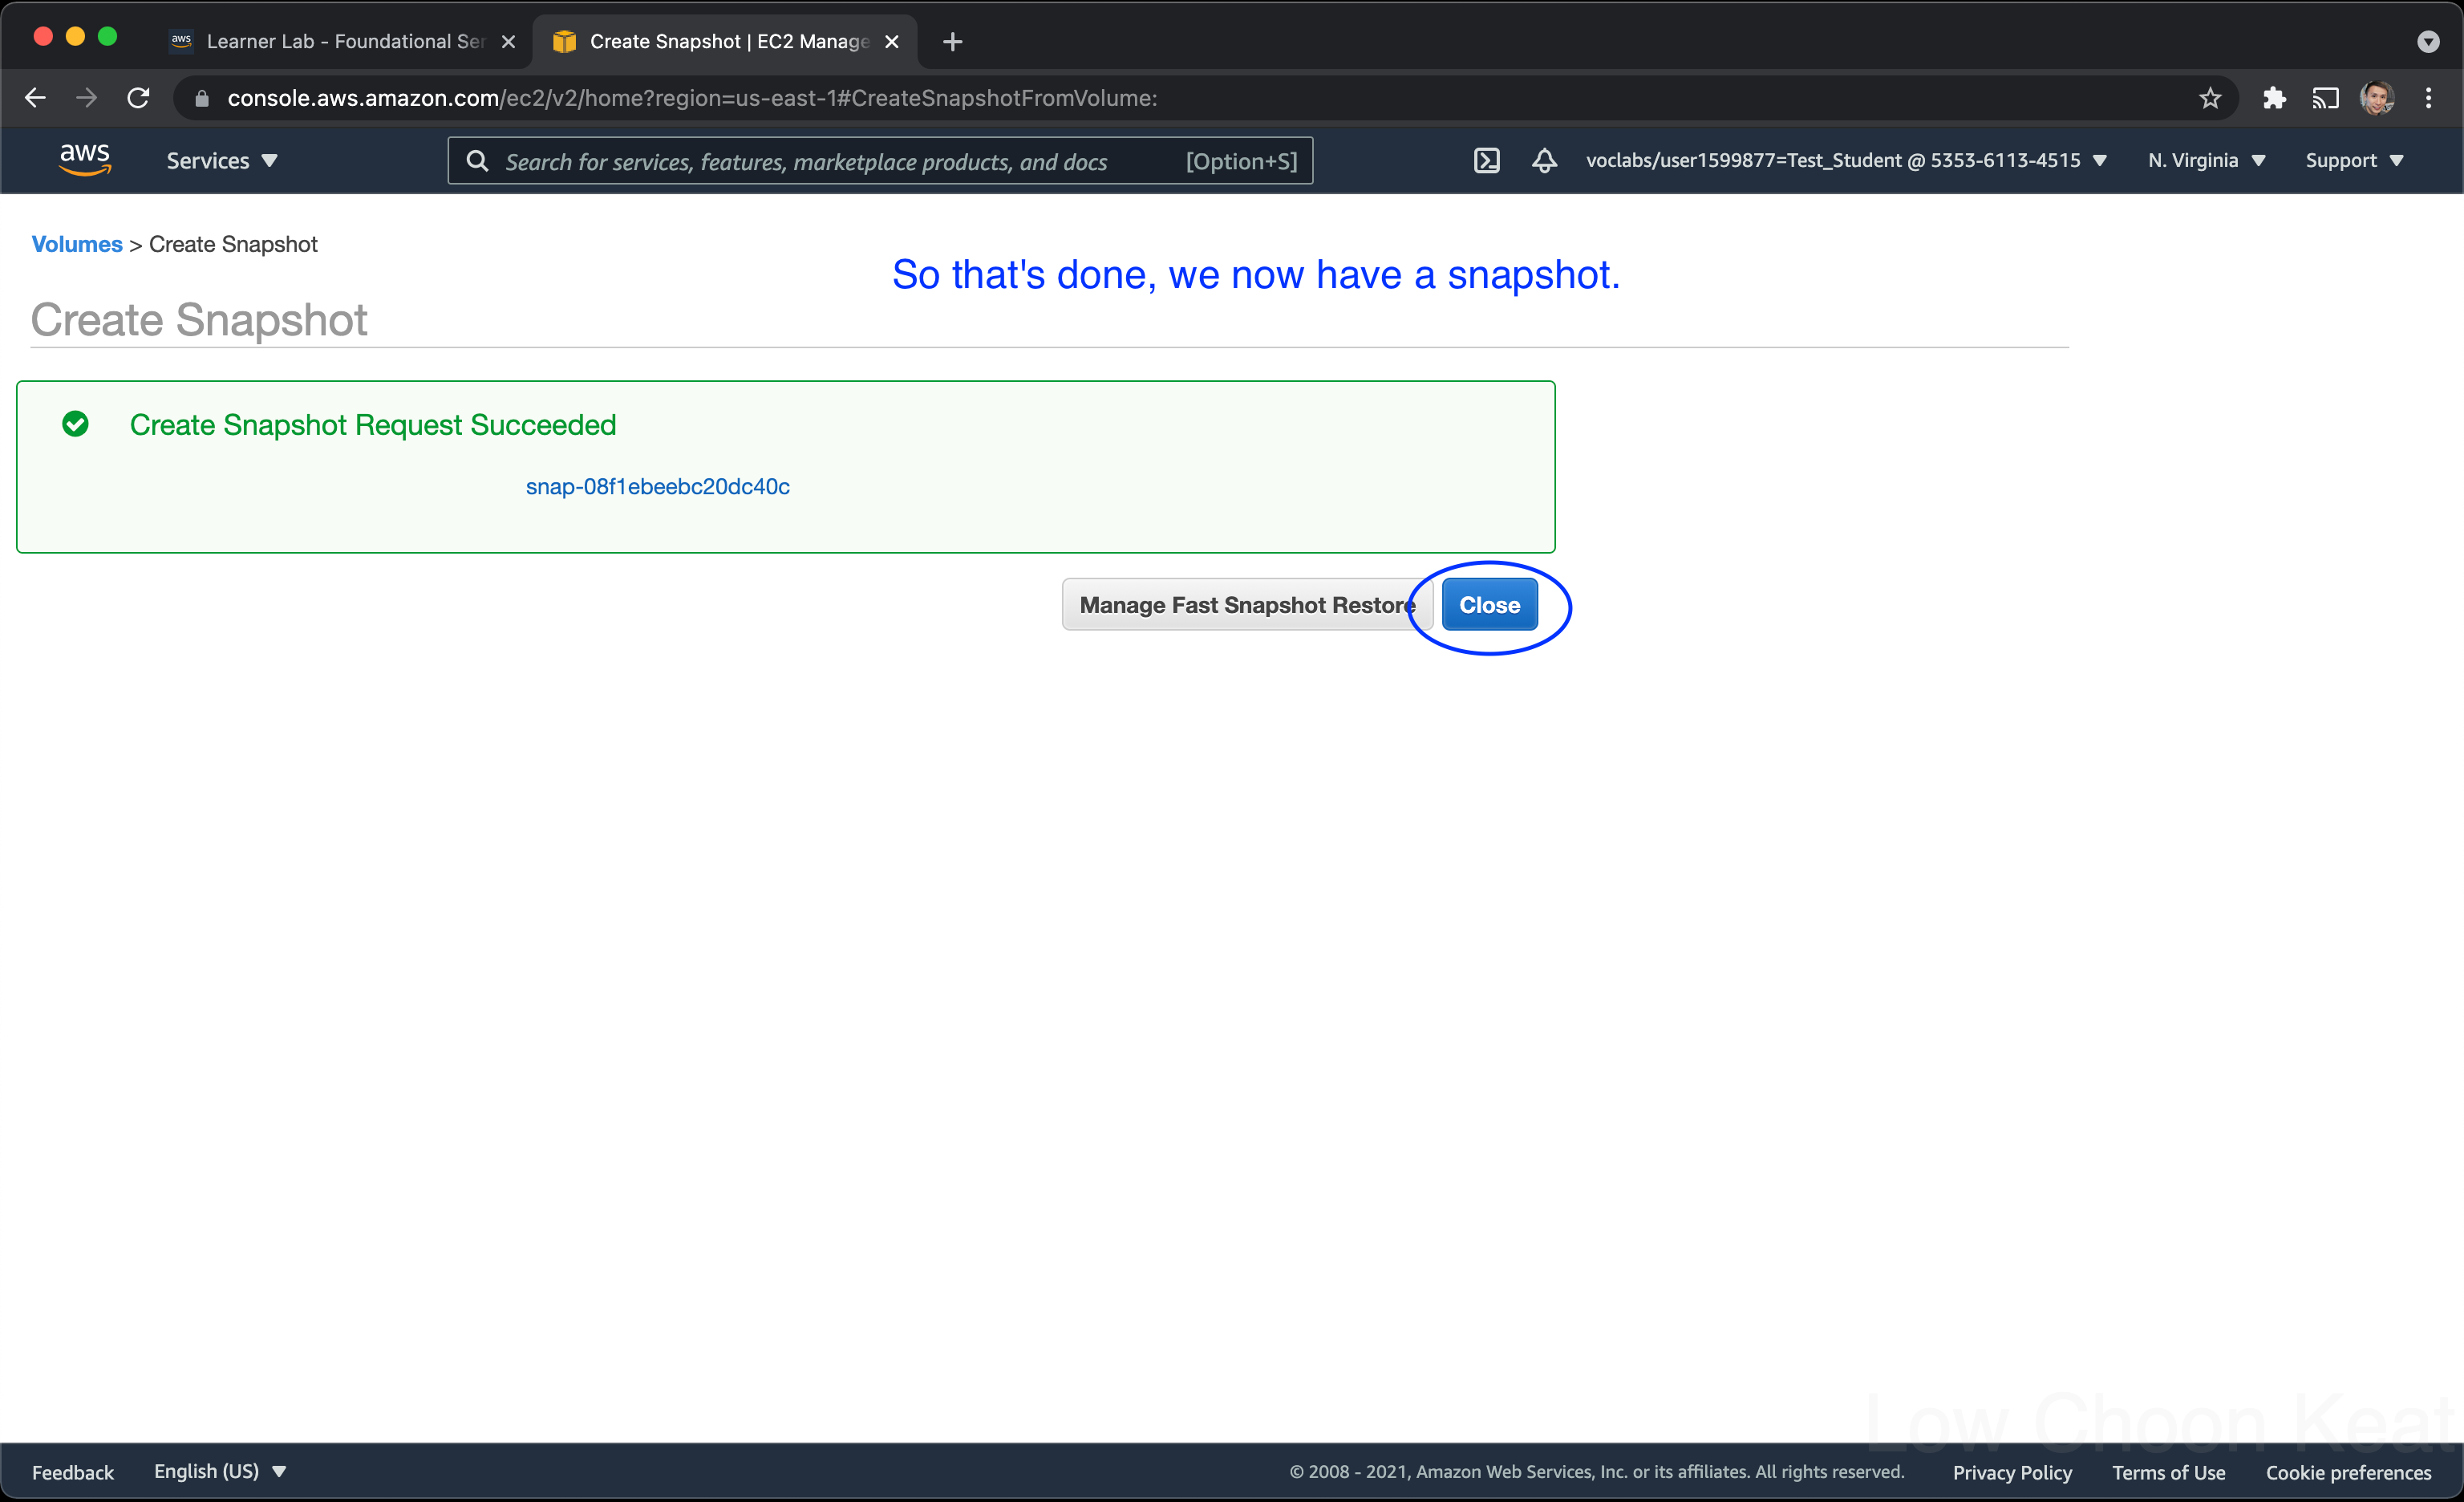 aws Learner Lab - Foundational Ser
Create Snapshot | EC2 Manage
console.aws.amazon.com/ec2/v2/home?region=us-east-1#CreateSnapshotFromVolume:
aws Services Search for services, features, marketplace products, and docs [Option+S] voclabs/user1599877=Test_Student @ 5353-6113-4515 N. Virginia Support
Volumes > Create Snapshot
So that's done, we now have a snapshot.
Create Snapshot
Create Snapshot Request Succeeded
snap-08f1ebeebc20dc40c
Manage Fast Snapshot Restore Close
Low Choon Keat
Feedback English (US) © 2008 - 2021, Amazon Web Services, Inc. or its affiliates. All rights reserved. Privacy Policy Terms of Use Cookie preferences